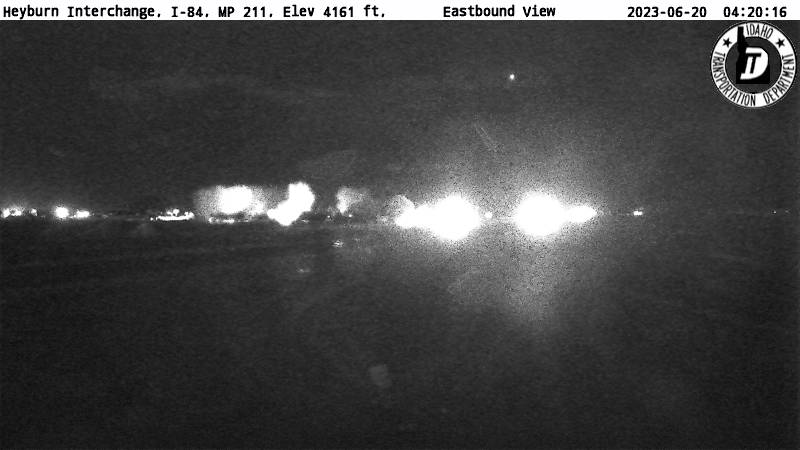 Heyburn Interchange, I-84, MP 211, Elev 4161 ft, Eastbound View 2023-06-20 04:20:16
IDAHO
TRANSPORTATION DEPARTMENT